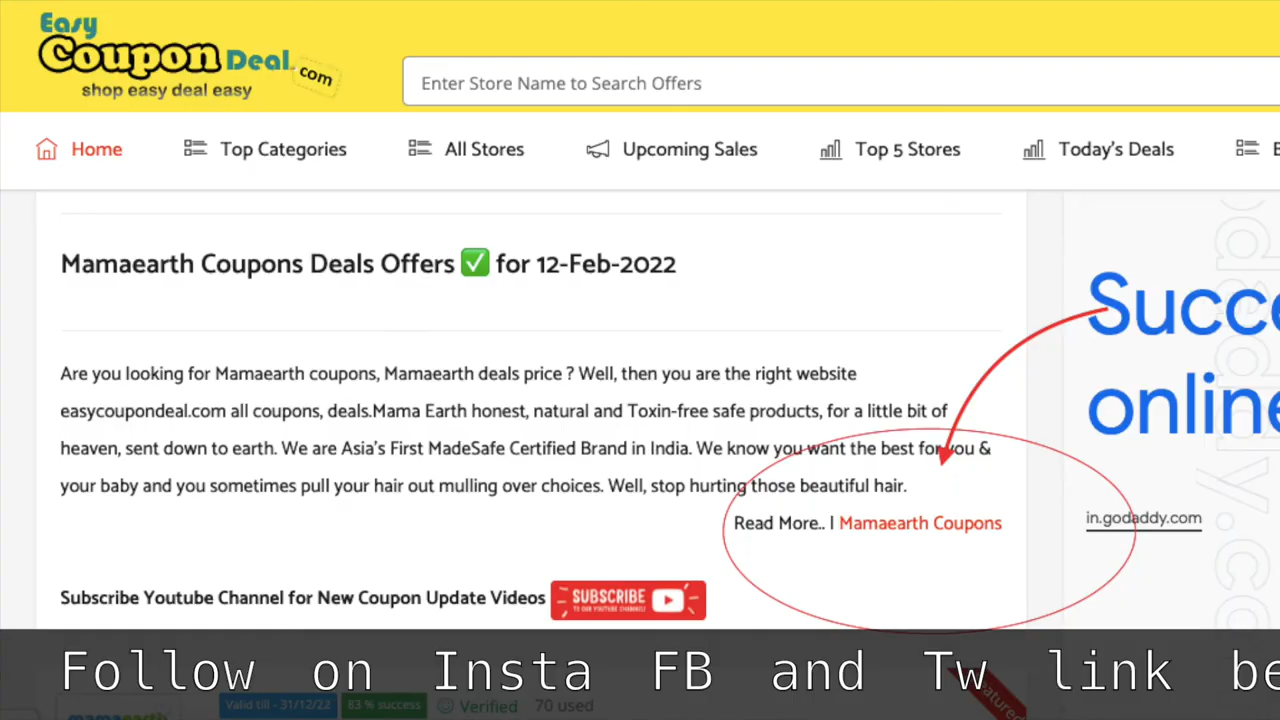 Easy
Coupon Deal.com
shop easy deal easy
Enter Store Name to Search Offers
Home Top Categories All Stores Upcoming Sales Top 5 Stores Today's Deals
Mamaearth Coupons Deals Offers ✅ for 12-Feb-2022
Are you looking for Mamaearth coupons, Mamaearth deals price ? Well, then you are the right website
easycoupondeal.com all coupons, deals.Mama Earth honest, natural and Toxin-free safe products, for a little bit of
heaven, sent down to earth. We are Asia's First MadeSafe Certified Brand in India. We know you want the best for you &
your baby and you sometimes pull your hair out mulling over choices. Well, stop hurting those beautiful hair.
Read More.. | Mamaearth Coupons
Succe
online
in.godaddy.com
Subscribe Youtube Channel for New Coupon Update Videos SUBSCRIBE
TO OUR YOUTUBE CHANNEL
Follow on Insta FB and Tw link be
mamaearth Valid till - 31/12/22 83 % success Verified 70 used
Featured